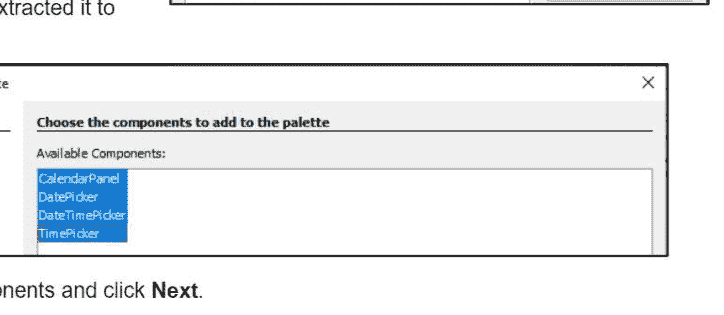 xtracted it to
te
Choose the components to add to the palette
Available Components:
CalendarPanel
DatePicker
DateTimePicker
TimePicker
onents and click Next.